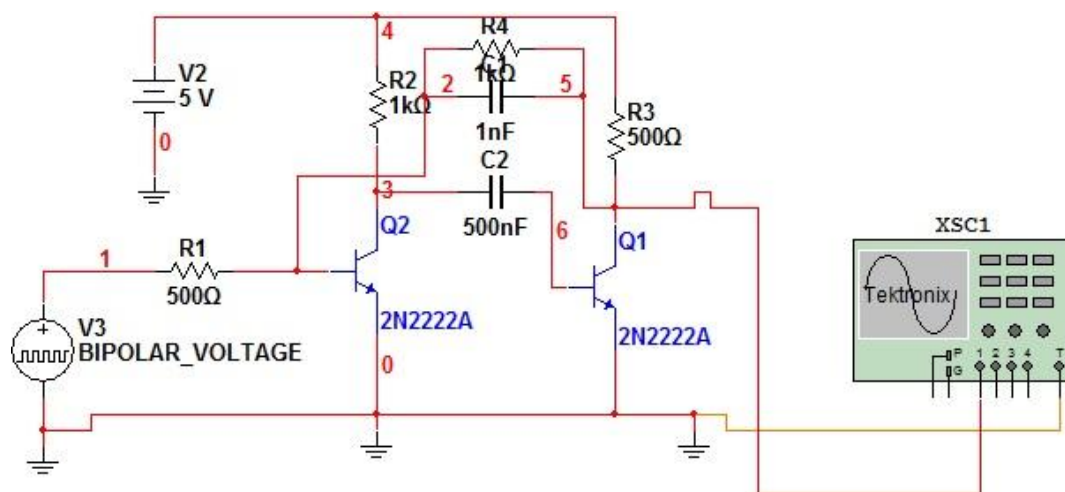 4
R4
1kΩ
C1
V2
5 V
0
R2
1kΩ
2
5
1nF
R3
500Ω
C2
3
500nF
6
Q2
Q1
XSC1
1
R1
500Ω
Tektronix
2N2222A
2N2222A
V3
BIPOLAR_VOLTAGE
0
P
G
1 2 3 4
T